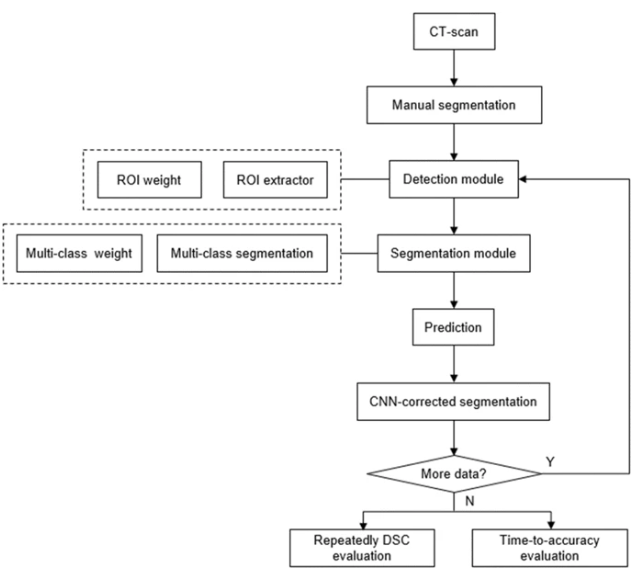 CT-scan
Manual segmentation
ROI weight
ROI extractor
Detection module
Multi-class weight
Multi-class segmentation
Segmentation module
Prediction
CNN-corrected segmentation
More data?
Y
N
Repeatedly DSC
evaluation
Time-to-accuracy
evaluation